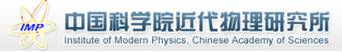 IMP
中国科学院近代物理研究所
Institute of Modern Physics, Chinese Academy of Sciences